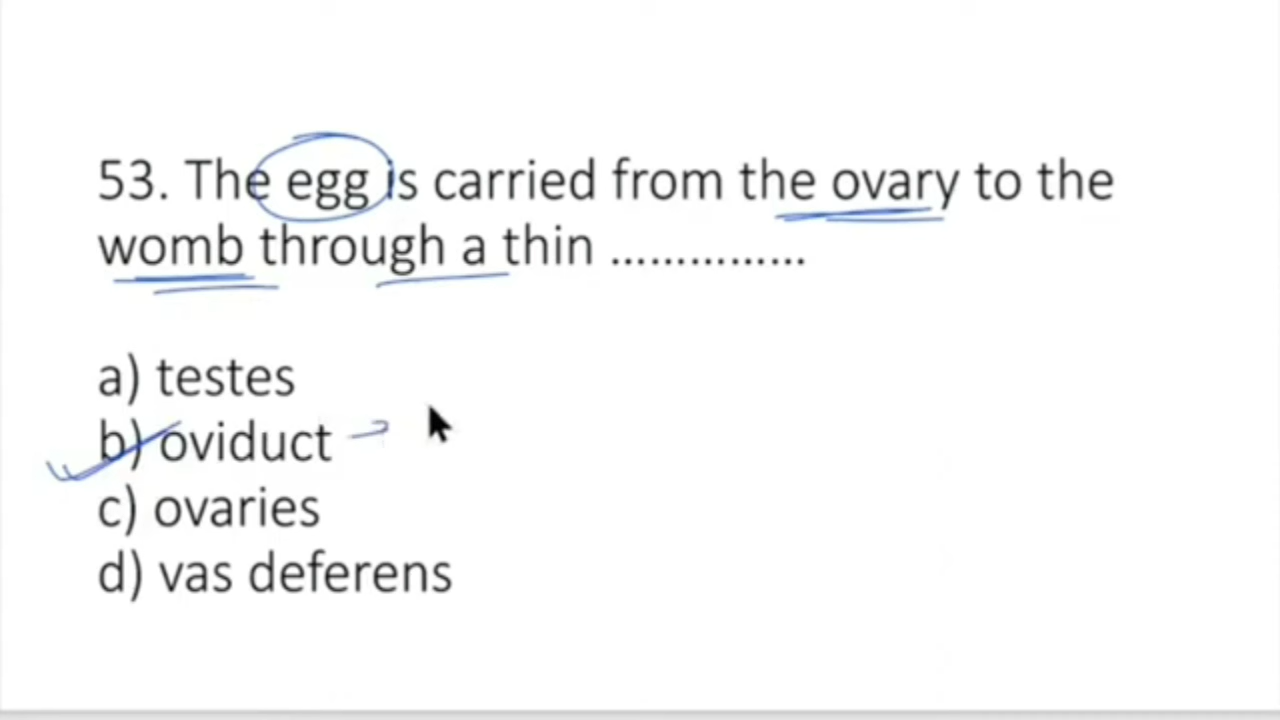 53. The egg is carried from the ovary to the
womb through a thin ...............
a) testes
b) oviduct
c) ovaries
d) vas deferens